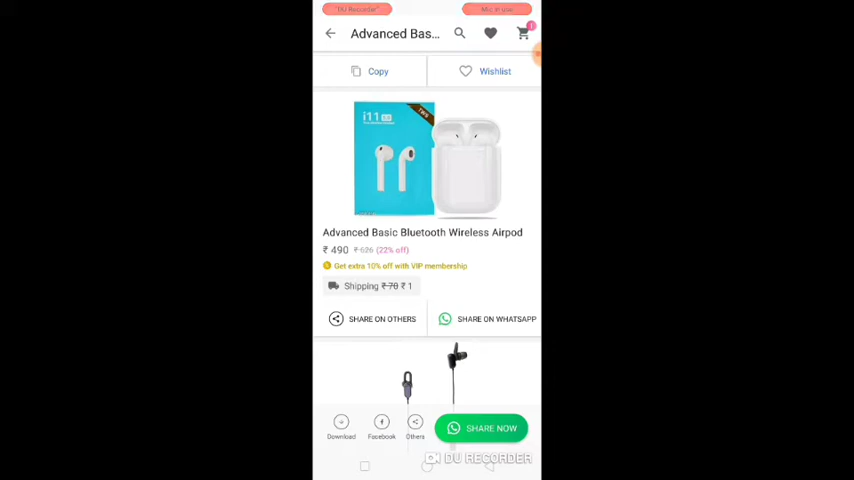 "DU Recorder"
Mic in use
Advanced Bas...
1
Copy
Wishlist
i11
TWS
Advanced Basic Bluetooth Wireless Airpod
₹ 490 ₹ 626 (22% off)
Get extra 10% off with VIP membership
Shipping ₹ 70 ₹ 1
SHARE ON OTHERS
SHARE ON WHATSAPP
Download
Facebook
Others
SHARE NOW
DU RECORDER